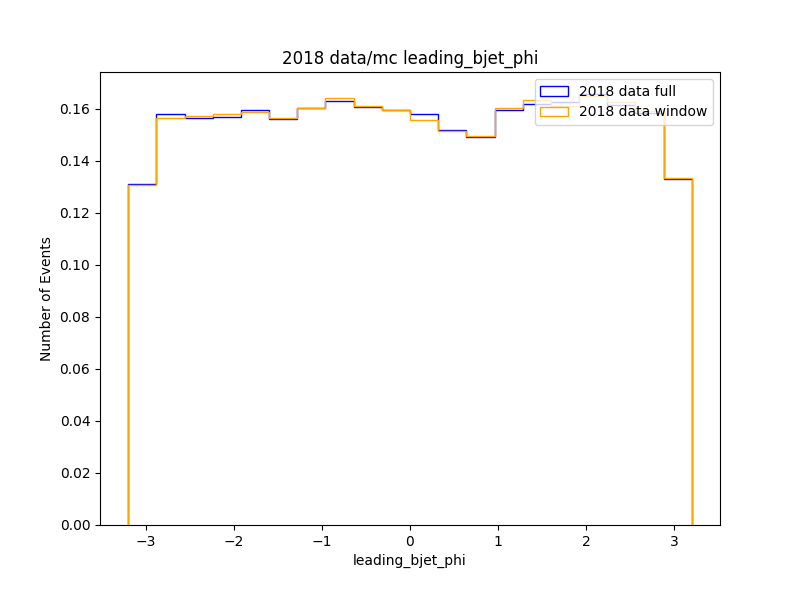 2018 data/mc leading_bjet_phi
2018 data full
2018 data window
Number of Events
0.16
0.14
0.12
0.10
0.08
0.06
0.04
0.02
0.00
−3 −2 −1 0 1 2 3
leading_bjet_phi